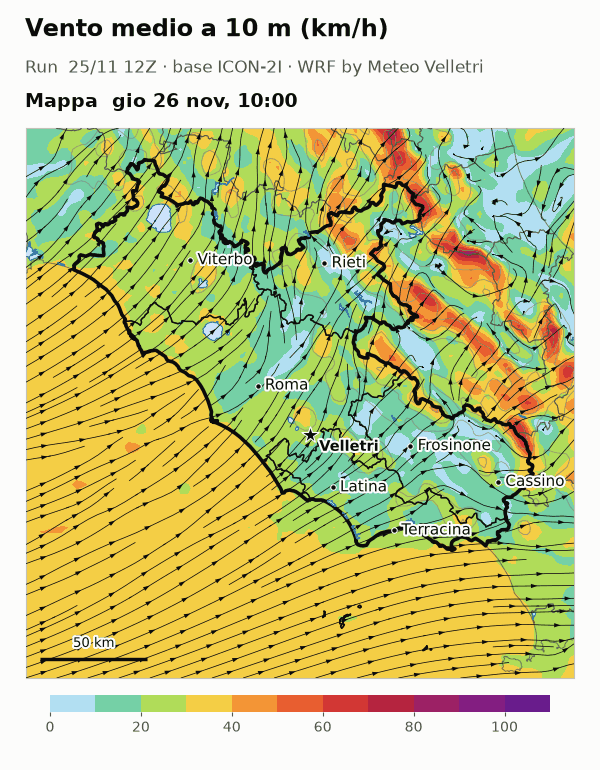 Vento medio a 10 m (km/h)
Run  25/11 12Z · base ICON-2I · WRF by Meteo Velletri
Mappa  gio 26 nov, 10:00
Viterbo
Rieti
Roma
Velletri
Frosinone
Latina
Cassino
Terracina
50 km
0 20 40 60 80 100